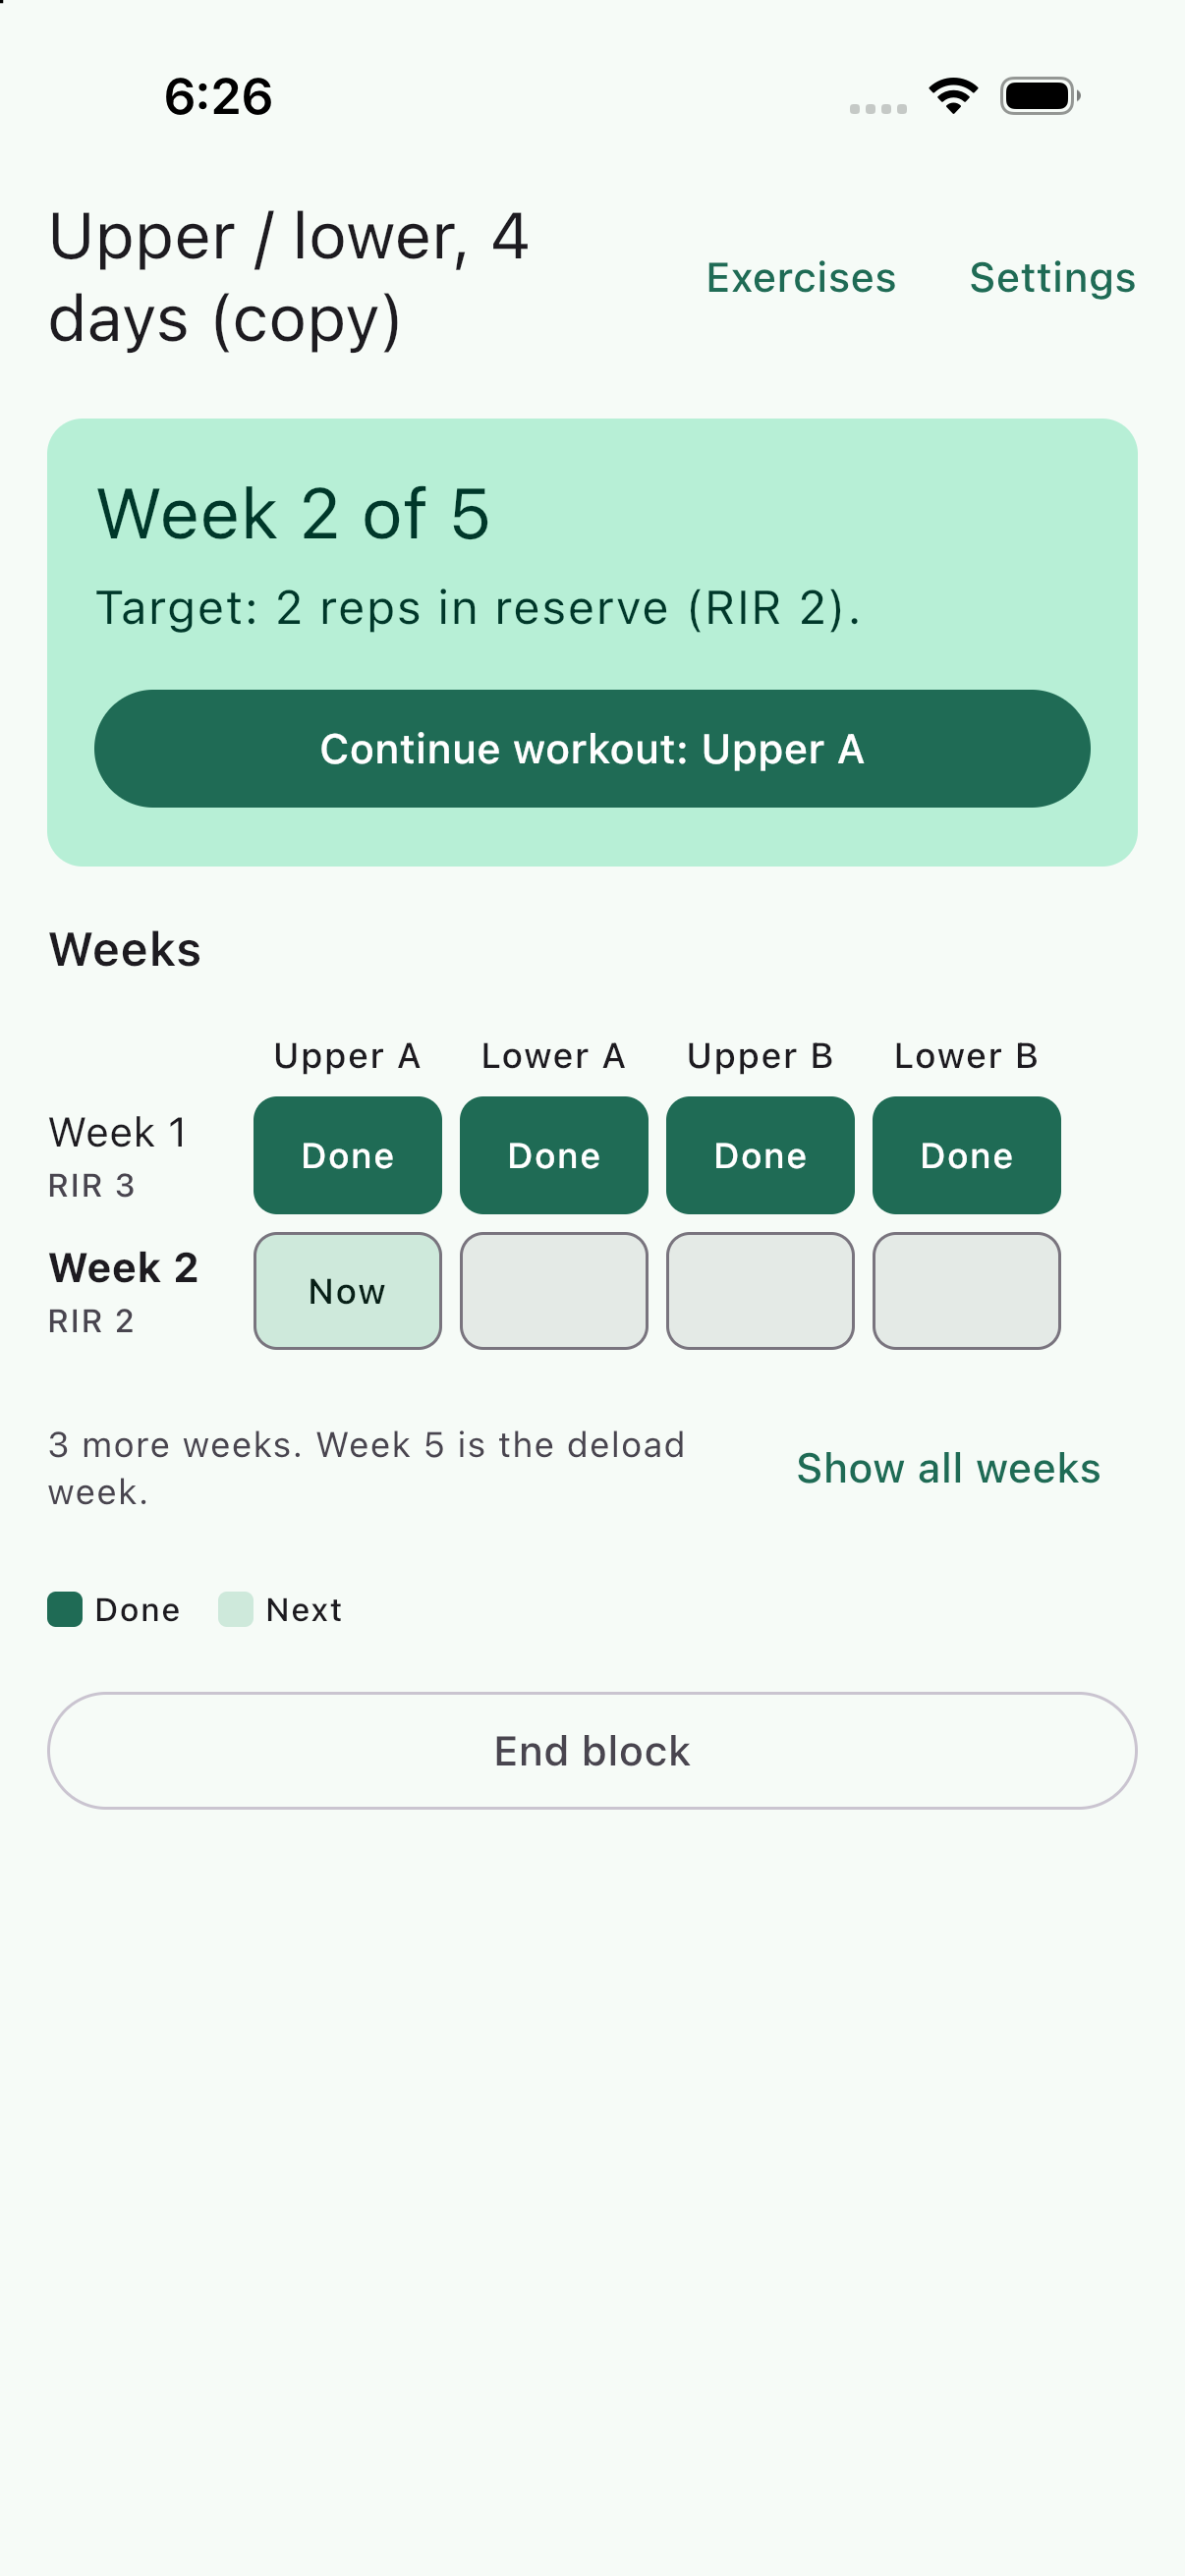 6:26
Upper / lower, 4
days (copy)
Exercises
Settings
Week 2 of 5
Target: 2 reps in reserve (RIR 2).
Continue workout: Upper A
Weeks
Upper A Lower A Upper B Lower B
Week 1
RIR 3
Done Done Done Done
Week 2
RIR 2
Now
3 more weeks. Week 5 is the deload
week.
Show all weeks
Done Next
End block